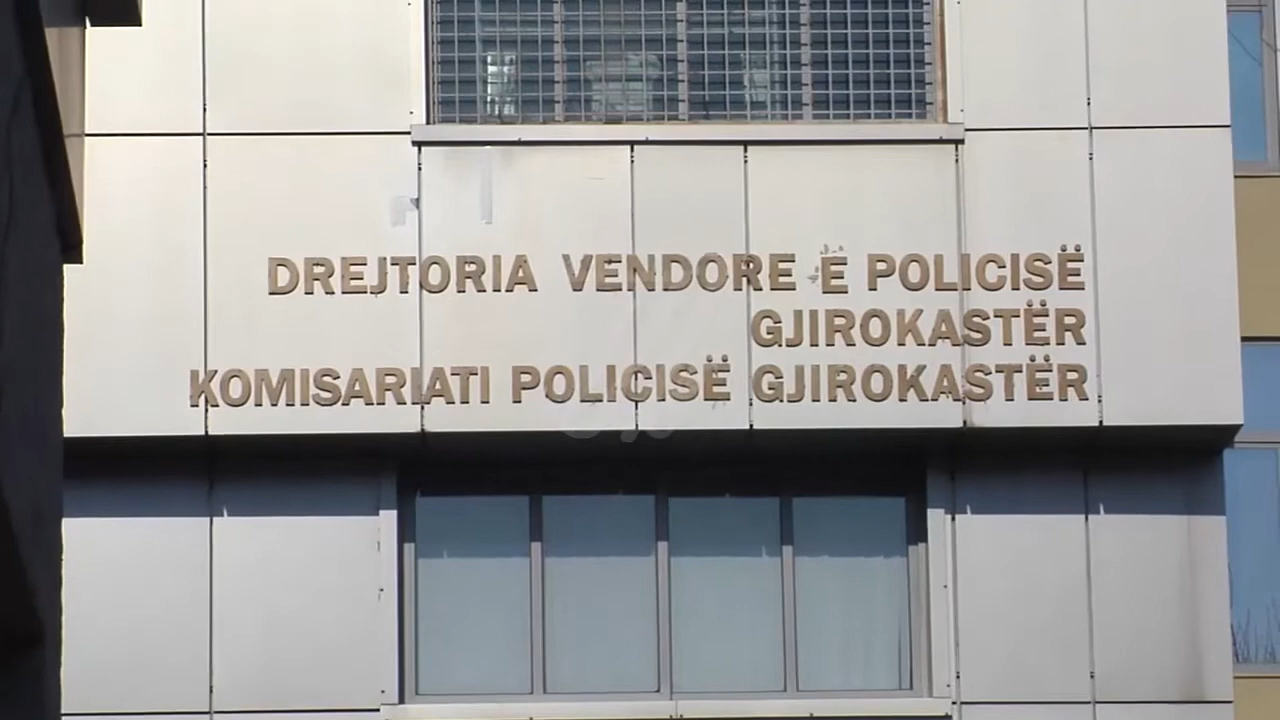 DREJTORIA VENDORE E POLICISË
GJIROKASTËR
KOMISARIATI POLICISË GJIROKASTËR